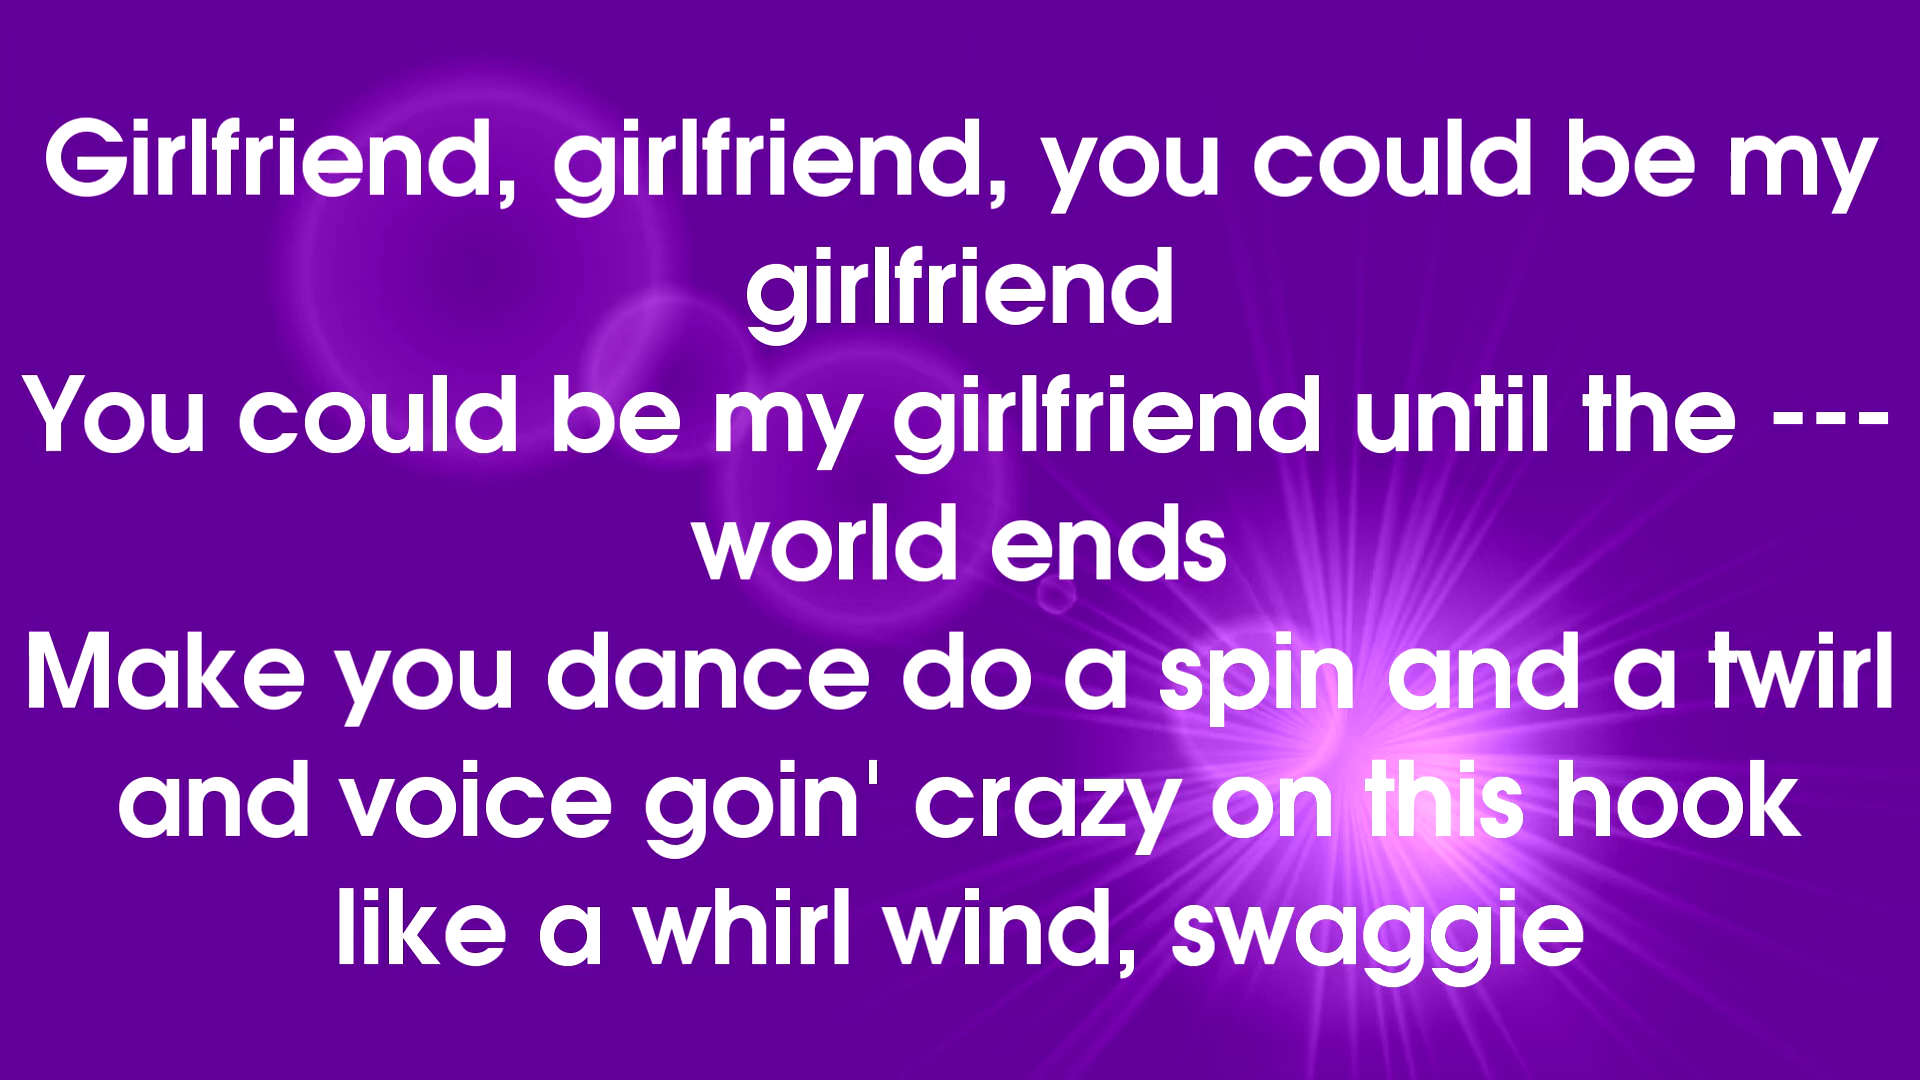 Girlfriend, girlfriend, you could be my
girlfriend
You could be my girlfriend until the ---
world ends
Make you dance do a spin and a twirl
and voice goin' crazy on this hook
like a whirl wind, swaggie